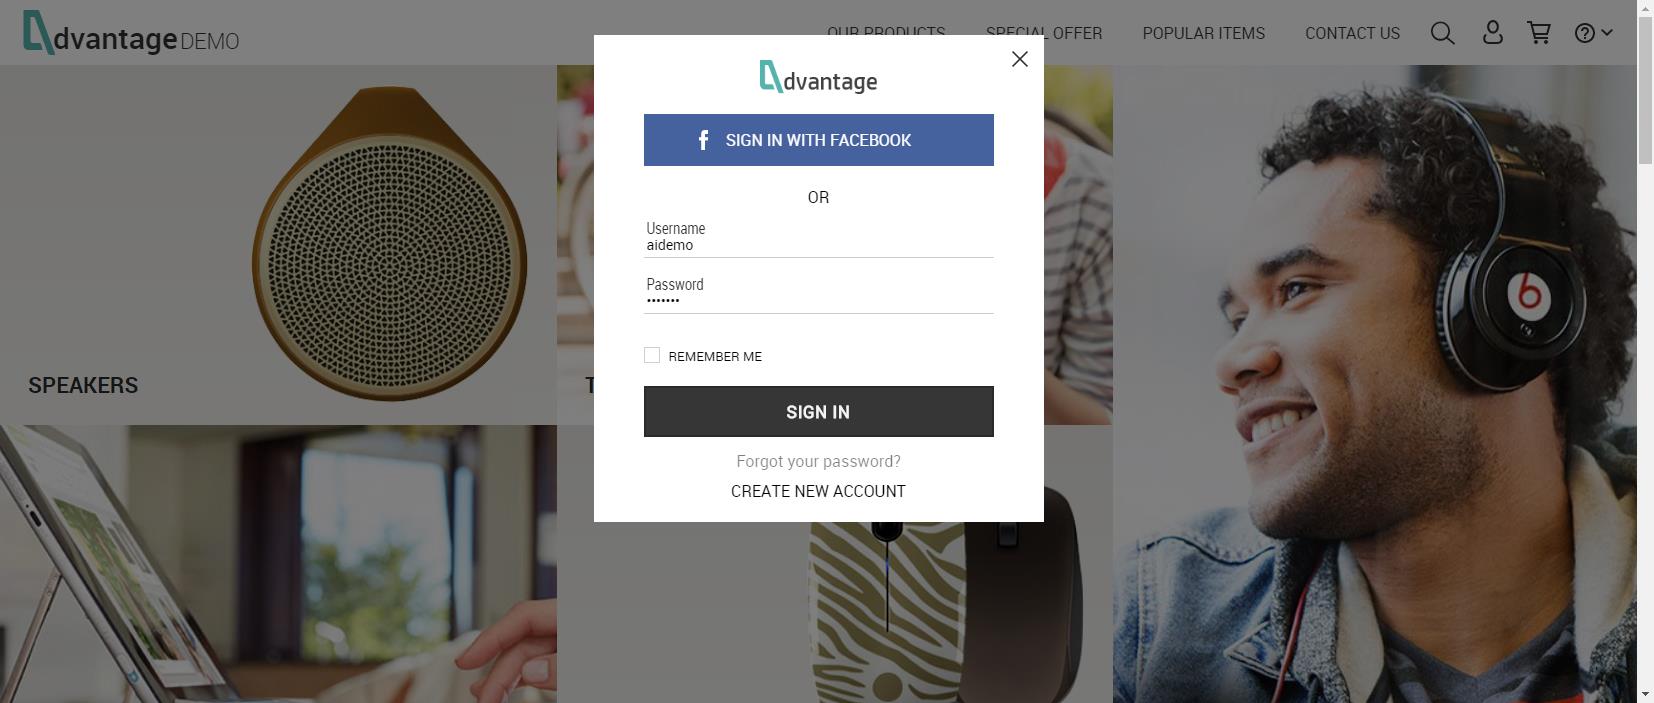 dvantage DEMO
OUR PRODUCTS
SPECIAL OFFER
POPULAR ITEMS
CONTACT US
dvantage
SIGN IN WITH FACEBOOK
OR
Username
aidemo
Password
•••••••
REMEMBER ME
SIGN IN
Forgot your password?
CREATE NEW ACCOUNT
SPEAKERS
T
b